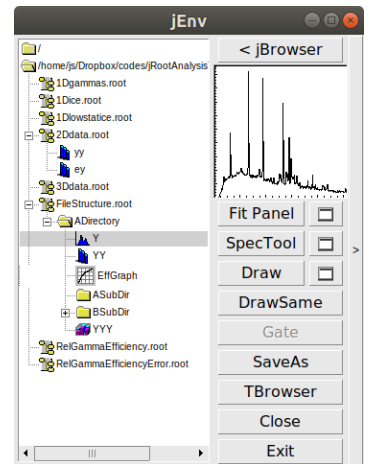 jEnv
/
/home/js/Dropbox/codes/jRootAnalysis
1Dgammas.root
1Dice.root
1Dlowstatice.root
2Ddata.root
yy
ey
3Ddata.root
FileStructure.root
ADirectory
Y
YY
EffGraph
ASubDir
BSubDir
YYY
RelGammaEfficiency.root
RelGammaEfficiencyError.root
< jBrowser
Fit Panel
SpecTool
Draw
DrawSame
Gate
SaveAs
TBrowser
Close
Exit
>